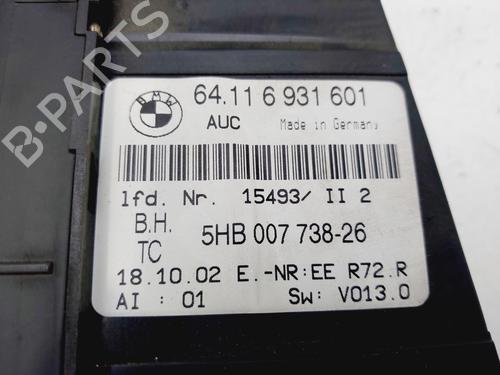 BMW
64.11 6 931 601
AUC Made in Germany
lfd. Nr. 15493/ II 2
B.H.
TC 5HB 007 738-26
18.10.02 E.-NR:EE R72.R
AI : 01 Sw: V013.0
B-PARTS